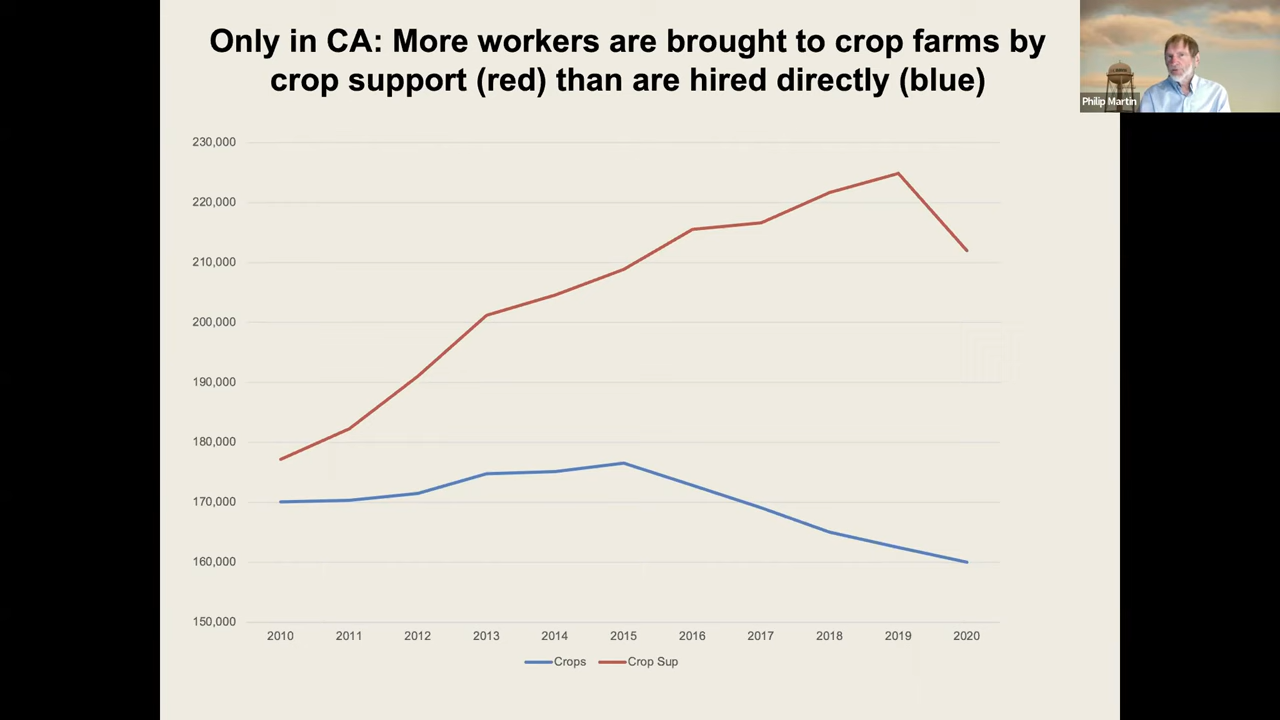 Only in CA: More workers are brought to crop farms by
crop support (red) than are hired directly (blue)
Philip Martin
230,000
220,000
210,000
200,000
190,000
180,000
170,000
160,000
150,000
2010 2011 2012 2013 2014 2015 2016 2017 2018 2019 2020
Crops Crop Sup